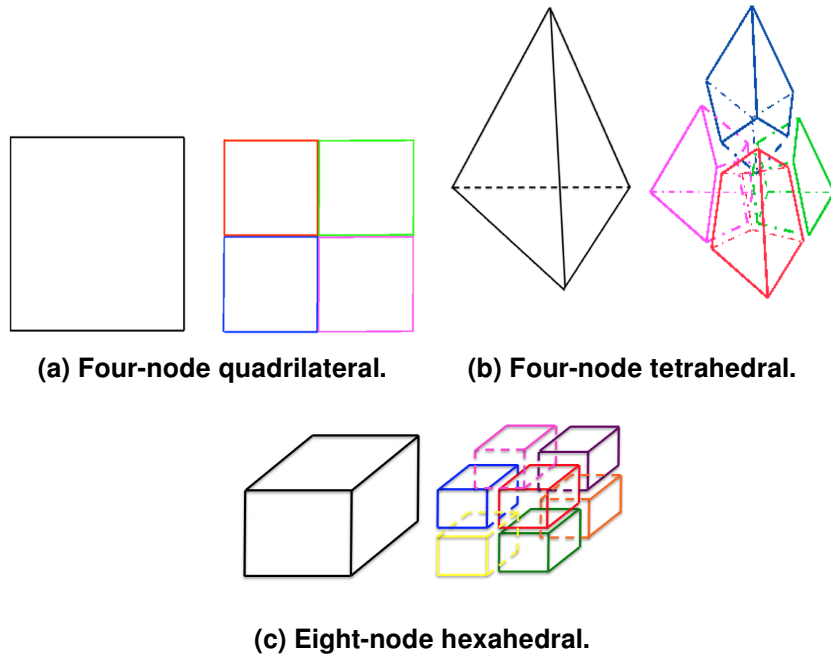 (a) Four-node quadrilateral.
(b) Four-node tetrahedral.
(c) Eight-node hexahedral.